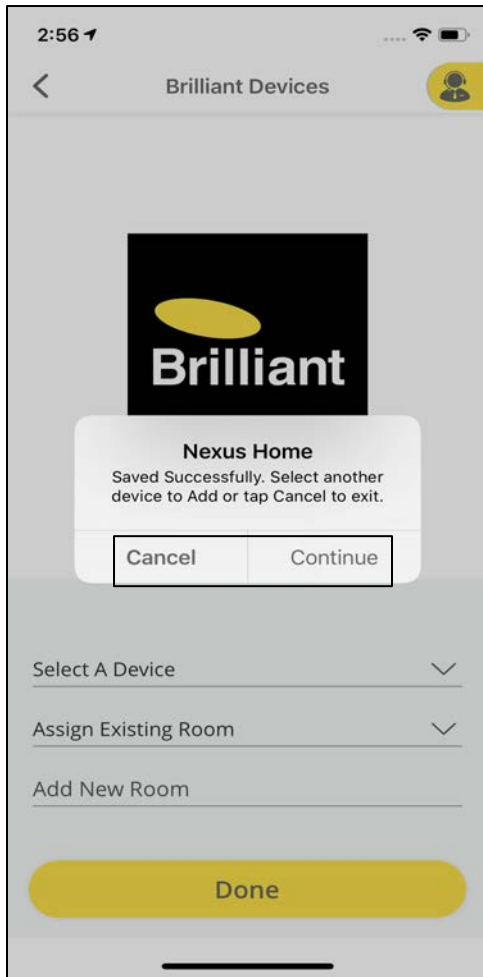 2:56
Brilliant Devices
Brilliant
Nexus Home
Saved Successfully. Select another
device to Add or tap Cancel to exit.
Cancel Continue
Select A Device
Assign Existing Room
Add New Room
Done